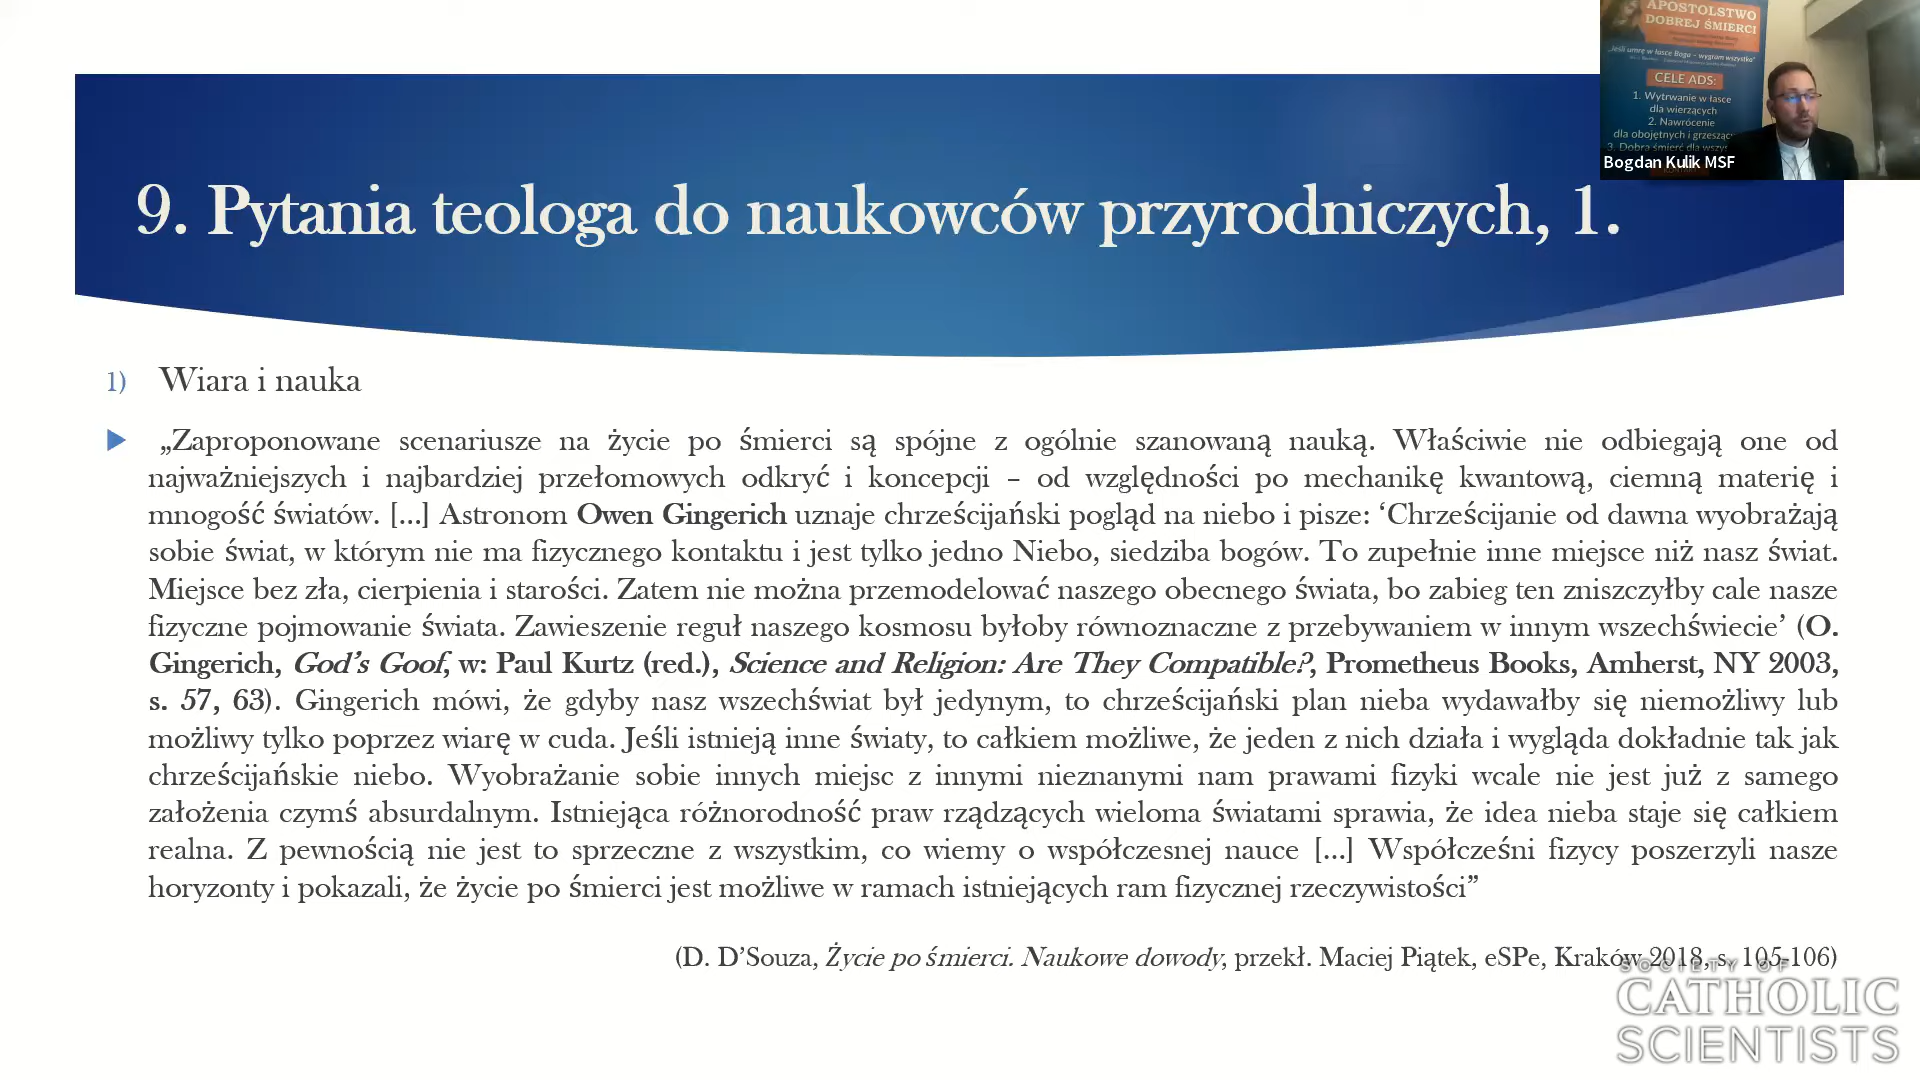 APOSTOLSTWO
DOBREJ ŚMIERCI
„Jeśli umrę w łasce Boga – wygram wszystko”
CELE ADS:
1. Wytrwanie w łasce
dla wierzących
2. Nawrócenie
dla obojętnych i
3. Dobra śmierć dla
Bogdan Kulik MSF
9. Pytania teologa do naukowców przyrodniczych, 1.
1) Wiara i nauka
„Zaproponowane scenariusze na życie po śmierci są spójne z ogólnie szanowaną nauką. Właściwie nie odbiegają one od
najważniejszych i najbardziej przełomowych odkryć i koncepcji – od względności po mechanikę kwantową, ciemną materię i
mnogość światów. [...] Astronom Owen Gingerich uznaje chrześcijański pogląd na niebo i pisze: ‘Chrześcijanie od dawna wyobrażają
sobie świat, w którym nie ma fizycznego kontaktu i jest tylko jedno Niebo, siedziba bogów. To zupełnie inne miejsce niż nasz świat.
Miejsce bez zła, cierpienia i starości. Zatem nie można przemodelować naszego obecnego świata, bo zabieg ten zniszczyłby cale nasze
fizyczne pojmowanie świata. Zawieszenie reguł naszego kosmosu byłoby równoznaczne z przebywaniem w innym wszechświecie’ (O.
Gingerich, God’s Goof, w: Paul Kurtz (red.), Science and Religion: Are They Compatible?, Prometheus Books, Amherst, NY 2003,
s. 57, 63). Gingerich mówi, że gdyby nasz wszechświat był jedynym, to chrześcijański plan nieba wydawałby się niemożliwy lub
możliwy tylko poprzez wiarę w cuda. Jeśli istnieją inne światy, to całkiem możliwe, że jeden z nich działa i wygląda dokładnie tak jak
chrześcijańskie niebo. Wyobrażanie sobie innych miejsc z innymi nieznanymi nam prawami fizyki wcale nie jest już z samego
założenia czymś absurdalnym. Istniejąca różnorodność praw rządzących wieloma światami sprawia, że idea nieba staje się całkiem
realna. Z pewnością nie jest to sprzeczne z wszystkim, co wiemy o współczesnej nauce [...] Współcześni fizycy poszerzyli nasze
horyzonty i pokazali, że życie po śmierci jest możliwe w ramach istniejących ram fizycznej rzeczywistości”
(D. D’Souza, Życie po śmierci. Naukowe dowody, przekł. Maciej Piątek, eSPe, Kraków 2018, s. 105-106)
SOCIETY OF
CATHOLIC
SCIENTISTS